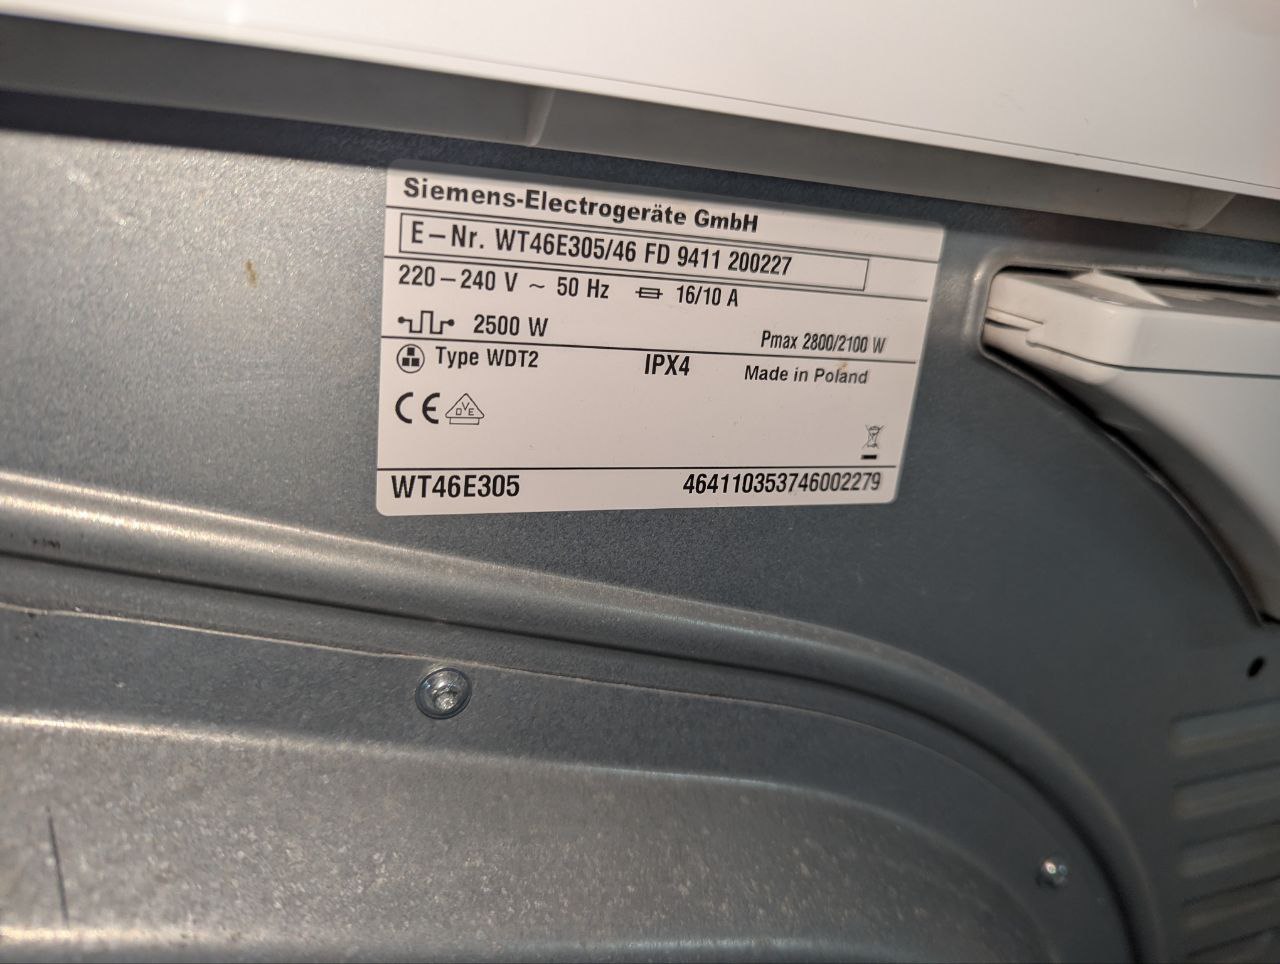 Siemens-Electrogeräte GmbH
E-Nr. WT46E305/46 FD 9411 200227
220-240 V ~ 50 Hz 16/10 A
2500 W Pmax 2800/2100 W
Type WDT2 IPX4 Made in Poland
CE DVE
WT46E305 464110353746002279